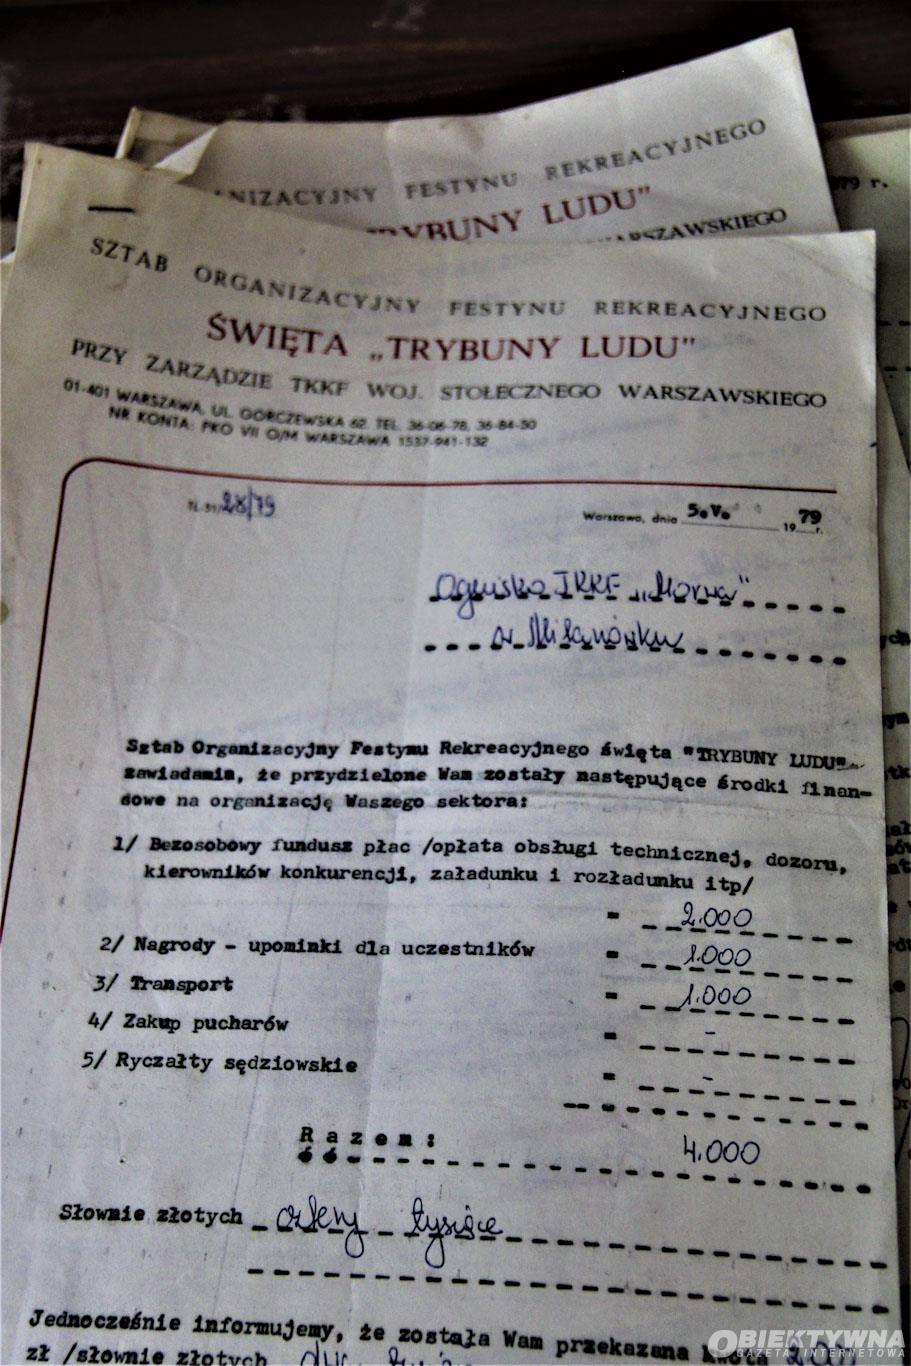 ORGANIZACYJNY FESTYNU REKREACYJNEGO
"TRYBUNY LUDU"
WARSZAWSKIEGO
79 r.
SZTAB ORGANIZACYJNY FESTYNU REKREACYJNEGO
ŚWIĘTA „TRYBUNY LUDU"
PRZY ZARZĄDZIE TKKF WOJ. STOŁECZNEGO WARSZAWSKIEGO
01-401 WARSZAWA, UL. GÓRCZEWSKA 62 TEL. 36-06-78, 36-84-50
NR KONTA: PKO VII O/M WARSZAWA 1537-941-132
28/79
Warszawa, dnia 5.V. 1979 r.
Ognisko TKKF „Morwa"
w Milanówku
Sztab Organizacyjny Festynu Rekreacyjnego święta "TRYBUNY LUDU"
zawiadamia, że przydzielone Wam zostały następujące środki finan-
sowe na organizację Waszego sektora:
1/ Bezosobowy fundusz płac /opłata obsługi technicznej, dozoru,
kierowników konkurencji, załadunku i rozładunku itp/
= 2.000
2/ Nagrody - upominki dla uczestników = 1.000
3/ Transport = 1.000
4/ Zakup pucharów = -
5/ Ryczałty sędziowskie = -
Razem: 4.000
Słownie złotych cztery tysiące
Jednocześnie informujemy, że została Wam przekazana kwota
zł /słownie złotych dwa
OBIEKTYWNA
GAZETA INTERNETOWA